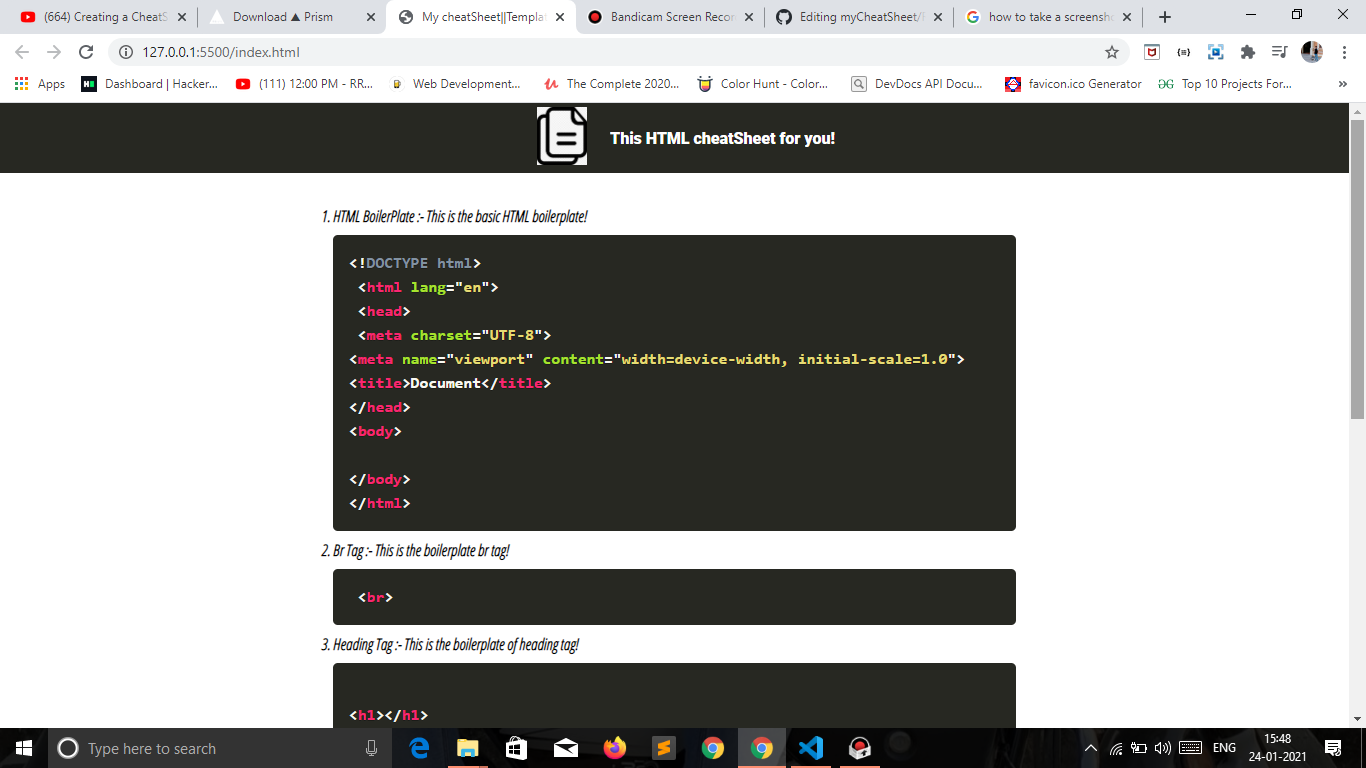 (664) Creating a CheatS
Download ▲ Prism
My cheatSheet||Templat
Bandicam Screen Recor
Editing myCheatSheet/
how to take a screensho
127.0.0.1:5500/index.html
Apps
Dashboard | Hacker...
(111) 12:00 PM - RR...
Web Development...
The Complete 2020...
Color Hunt - Color...
DevDocs API Docu...
favicon.ico Generator
Top 10 Projects For...
»
This HTML cheatSheet for you!
1. HTML BoilerPlate :- This is the basic HTML boilerplate!
<!DOCTYPE html>
<html lang="en">
<head>
<meta charset="UTF-8">
<meta name="viewport" content="width=device-width, initial-scale=1.0">
<title>Document</title>
</head>
<body>
</body>
</html>
2. Br Tag :- This is the boilerplate br tag!
<br>
3. Heading Tag :- This is the boilerplate of heading tag!
<h1></h1>
Type here to search
ENG
15:48
24-01-2021